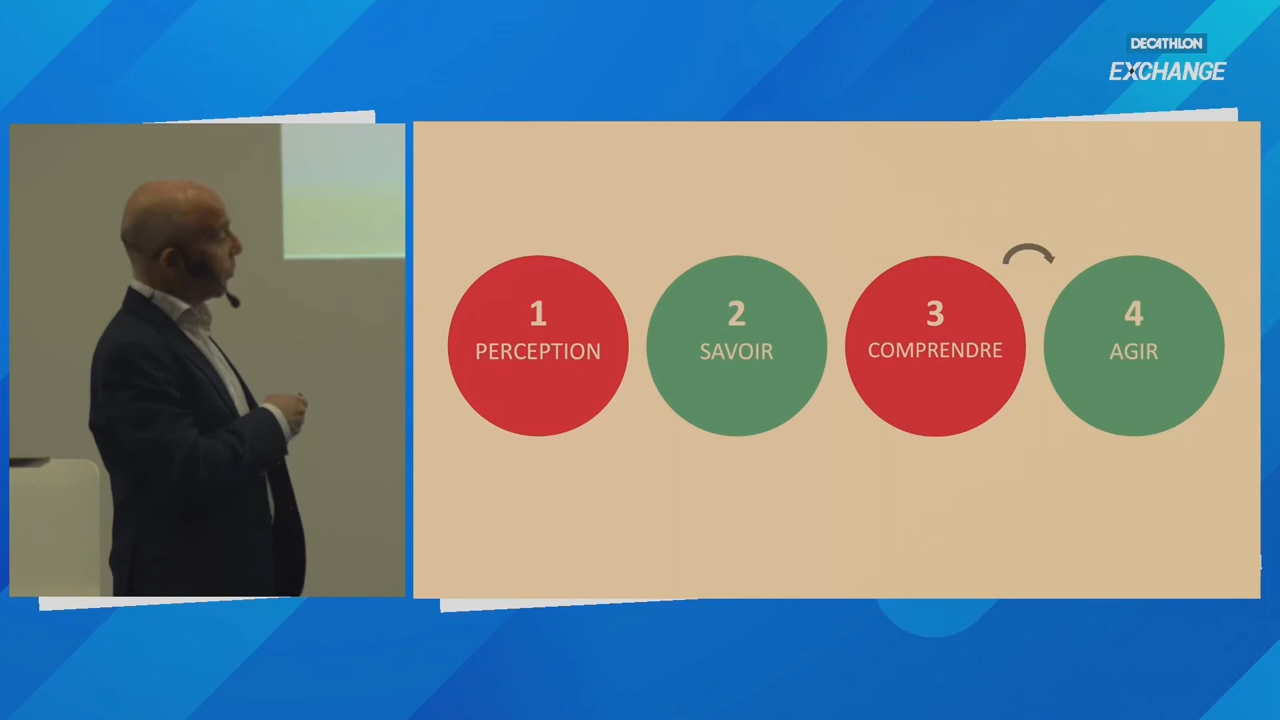 DECATHLON
EXCHANGE
1
PERCEPTION
2
SAVOIR
3
COMPRENDRE
4
AGIR